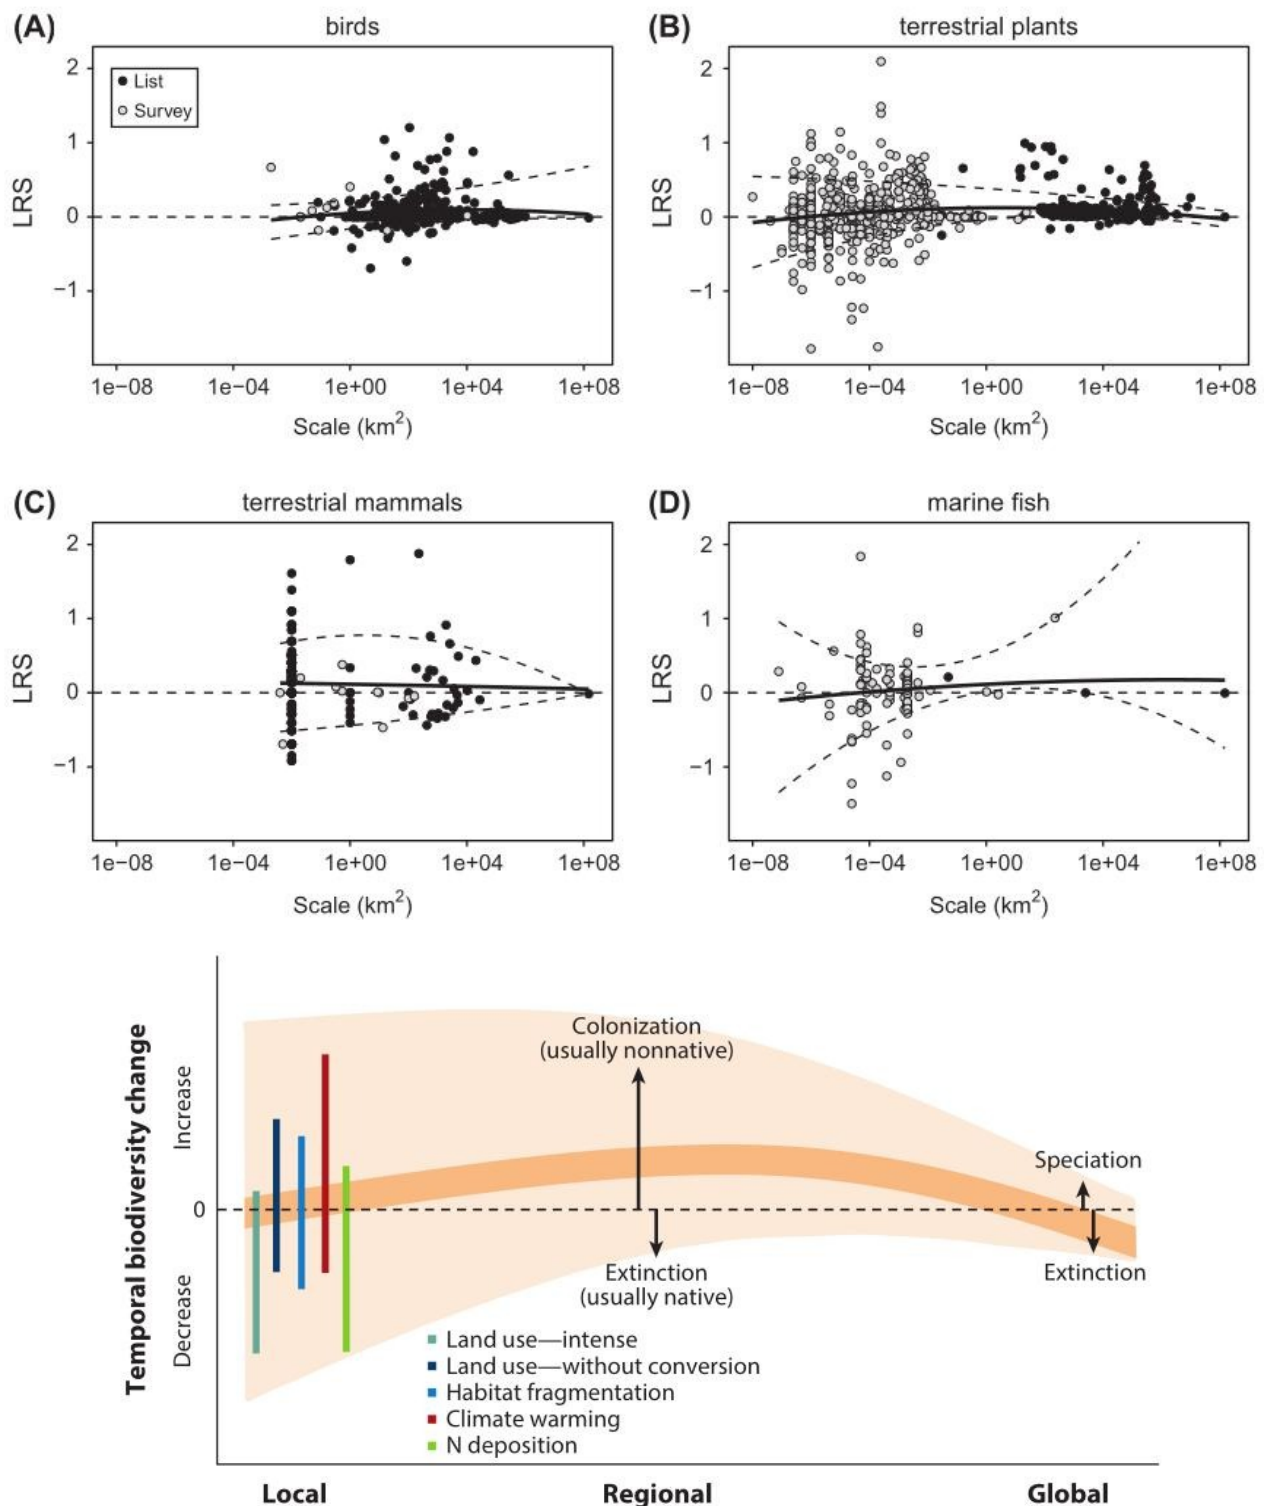 (A) birds
2
1
0
−1
LRS
List
Survey
1e−08 1e−04 1e+00 1e+04 1e+08
Scale (km²)
(B) terrestrial plants
2
1
0
−1
LRS
1e−08 1e−04 1e+00 1e+04 1e+08
Scale (km²)
(C) terrestrial mammals
2
1
0
−1
LRS
1e−08 1e−04 1e+00 1e+04 1e+08
Scale (km²)
(D) marine fish
2
1
0
−1
LRS
1e−08 1e−04 1e+00 1e+04 1e+08
Scale (km²)
Temporal biodiversity change
Increase
0
Decrease
Colonization
(usually nonnative)
Extinction
(usually native)
Speciation
Extinction
Land use—intense
Land use—without conversion
Habitat fragmentation
Climate warming
N deposition
Local Regional Global